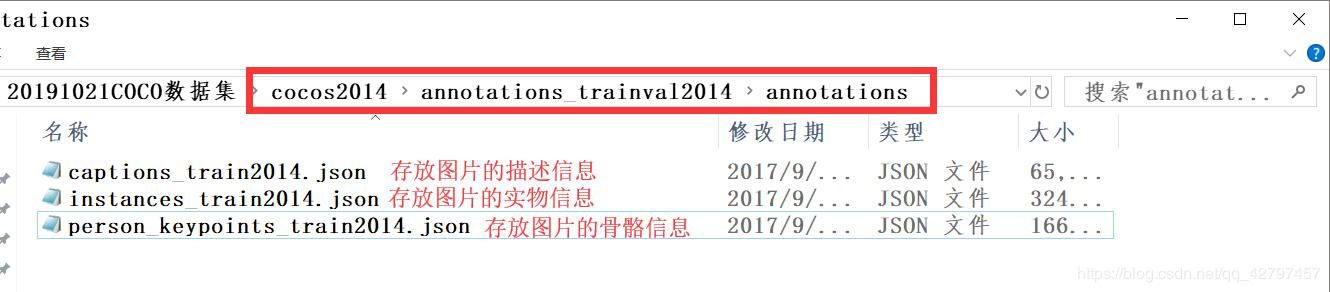 tations
查看
20191021COCO数据集 > cocos2014 > annotations_trainval2014 > annotations 搜索"annotat...
名称 修改日期 类型 大小
captions_train2014.json 存放图片的描述信息 2017/9/... JSON 文件 65,...
instances_train2014.json 存放图片的实物信息 2017/9/... JSON 文件 324...
person_keypoints_train2014.json 存放图片的骨骼信息 2017/9/... JSON 文件 166...
https://blog.csdn.net/qq_42797457